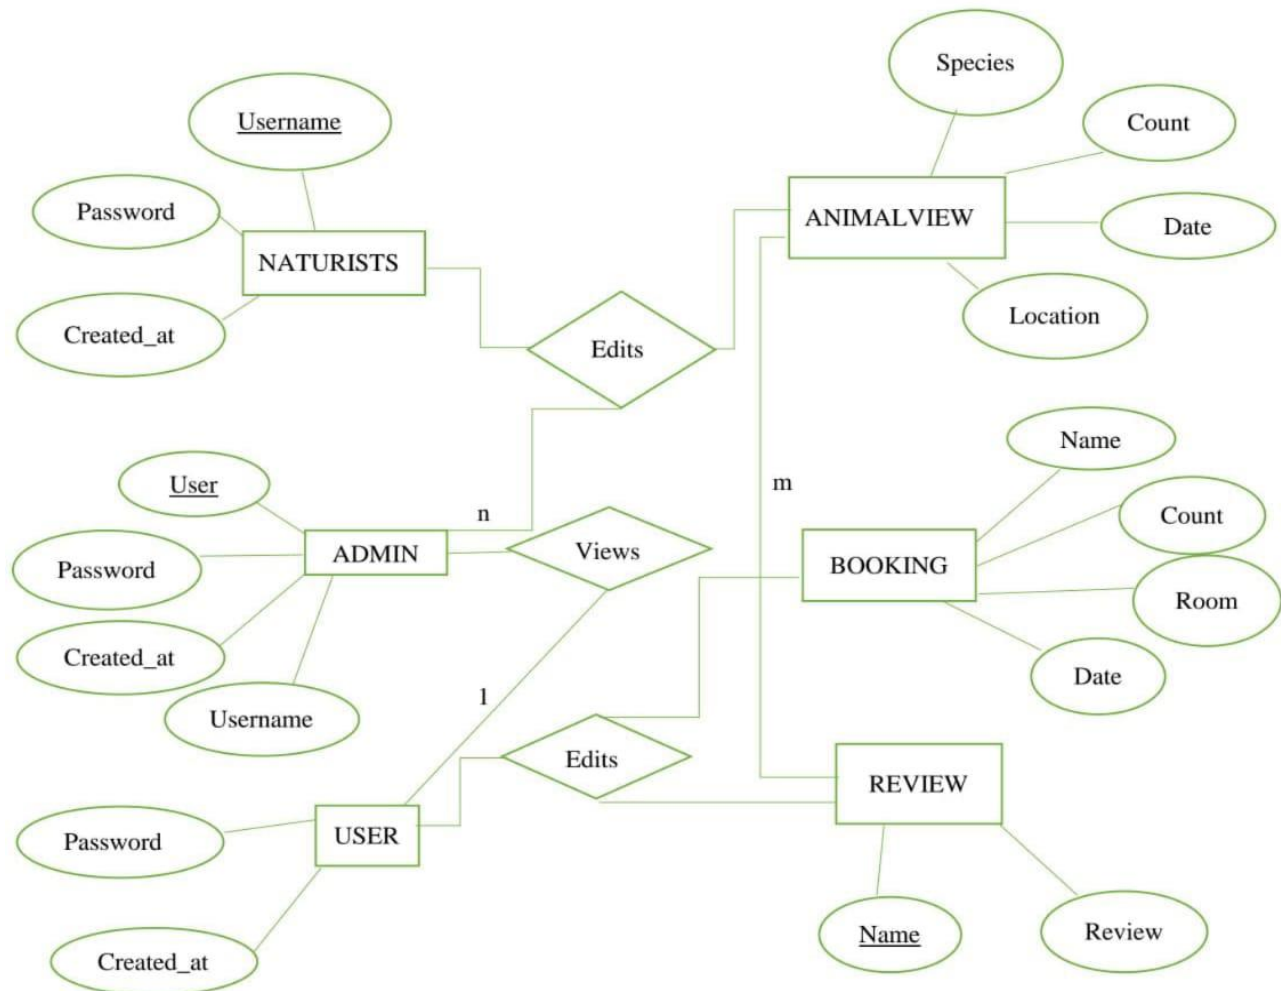 Species
Username
Count
Password
ANIMALVIEW
Date
NATURISTS
Created_at
Location
Edits
Name
User
m
n
Count
Password
ADMIN
Views
BOOKING
Room
Created_at
Date
Username
1
Edits
REVIEW
Password
USER
Name
Review
Created_at